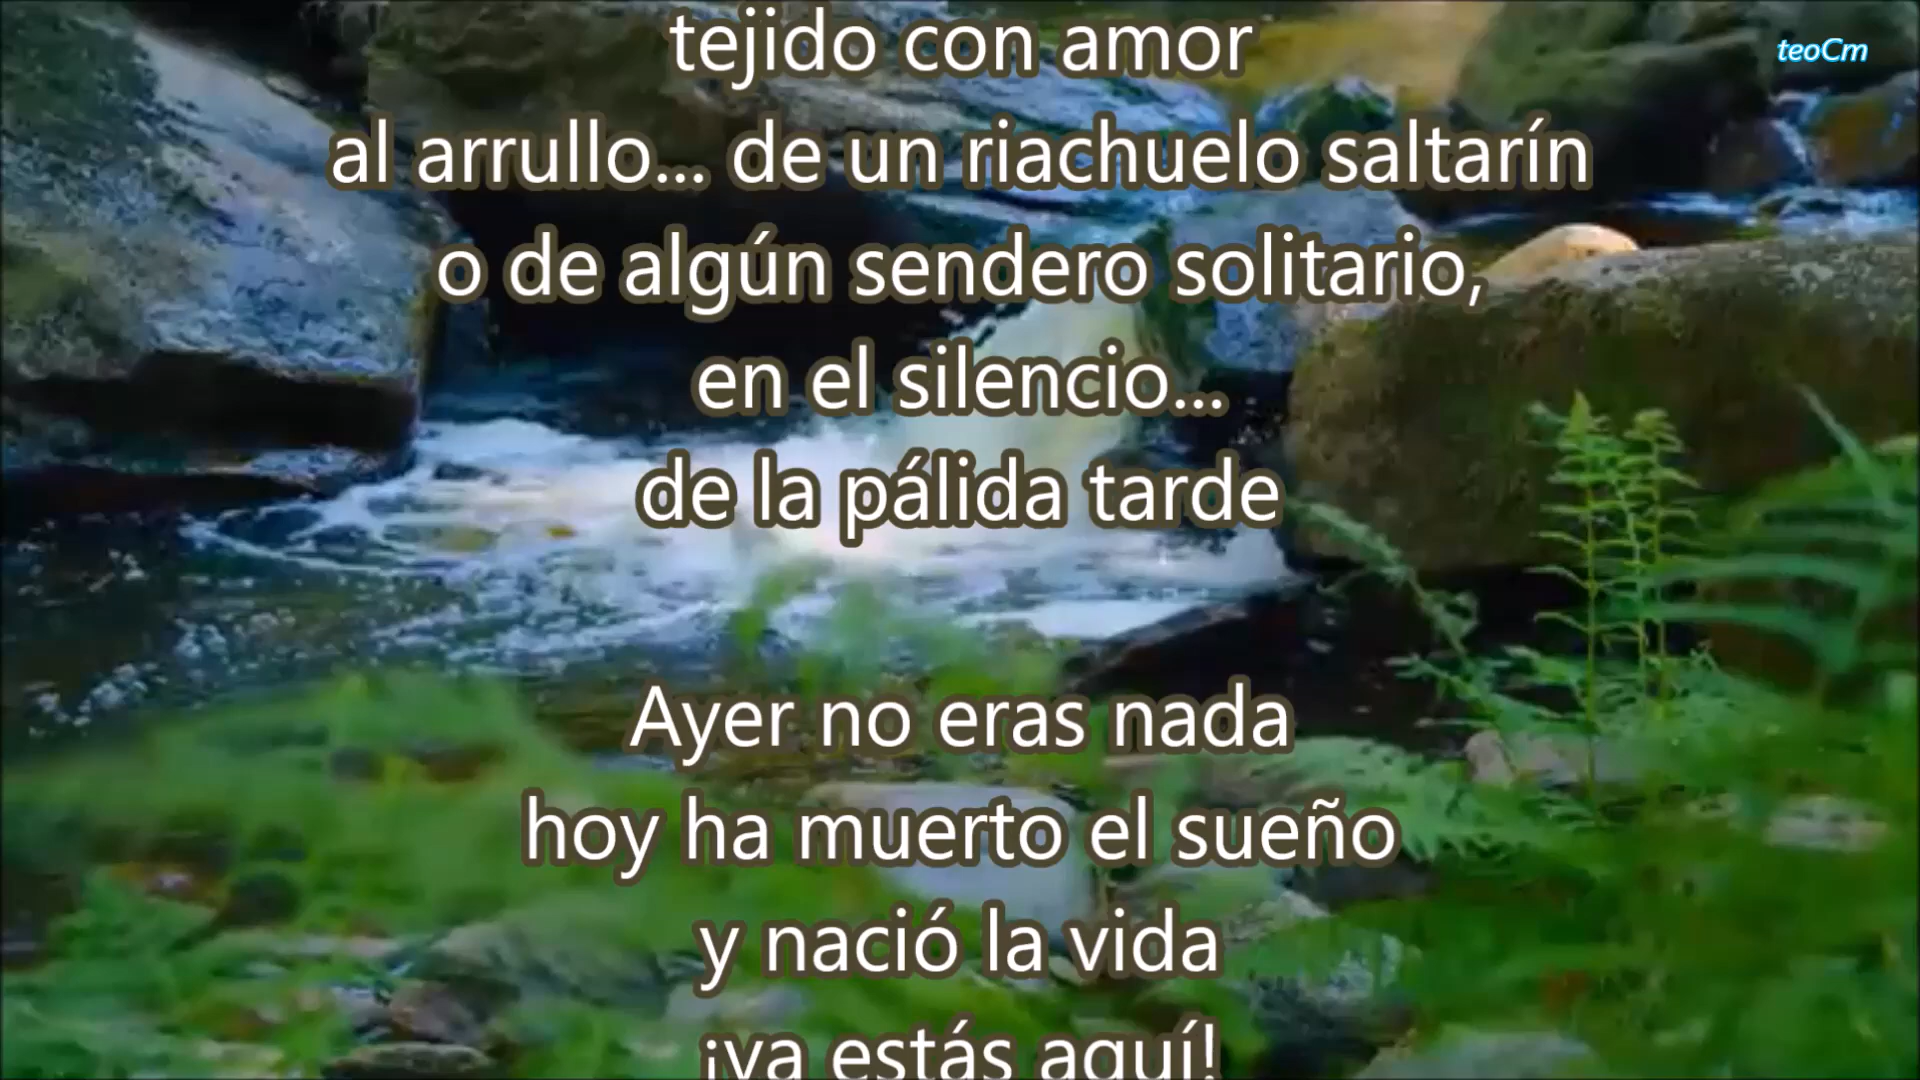 teoCm
tejido con amor
al arrullo... de un riachuelo saltarín
o de algún sendero solitario,
en el silencio...
de la pálida tarde
Ayer no eras nada
hoy ha muerto el sueño
y nació la vida
¡ya estás aquí!